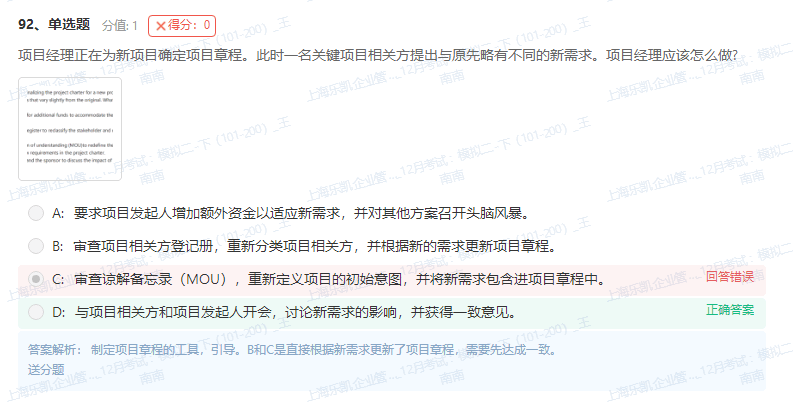 92、单选题 分值: 1 ×得分：0
项目经理正在为新项目确定项目章程。此时一名关键项目相关方提出与原先略有不同的新需求。项目经理应该怎么做?
nalizing the project charter for a new pro
s that vary slightly from the original. Wha
for additional funds to accommodate the
egister to reclassify the stakeholder and
n of understanding (MOU)to redefine the
v requirements in the project charter.
and the sponsor to discuss the impact of
A: 要求项目发起人增加额外资金以适应新需求，并对其他方案召开头脑风暴。
B: 审查项目相关方登记册，重新分类项目相关方，并根据新的需求更新项目章程。
C: 审查谅解备忘录（MOU），重新定义项目的初始意图，并将新需求包含进项目章程中。 回答错误
D: 与项目相关方和项目发起人开会，讨论新需求的影响，并获得一致意见。 正确答案
答案解析： 制定项目章程的工具，引导。B和C是直接根据新需求更新了项目章程，需要先达成一致。
送分题
上海乐凯企业管..._12月考试：模拟二-下（101-200）_王
南南